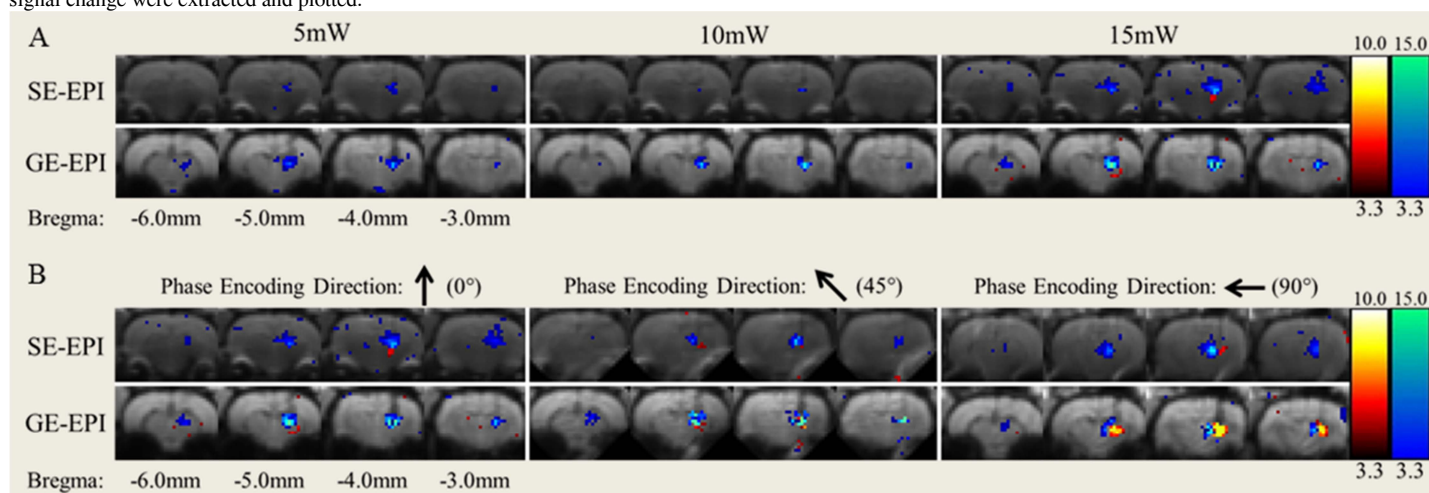 signal change were extracted and plotted.
A
5mW 10mW 15mW
10.0 15.0
SE-EPI
GE-EPI
3.3 3.3
Bregma: -6.0mm -5.0mm -4.0mm -3.0mm
B
Phase Encoding Direction: (0°) Phase Encoding Direction: (45°) Phase Encoding Direction: (90°)
10.0 15.0
SE-EPI
GE-EPI
3.3 3.3
Bregma: -6.0mm -5.0mm -4.0mm -3.0mm